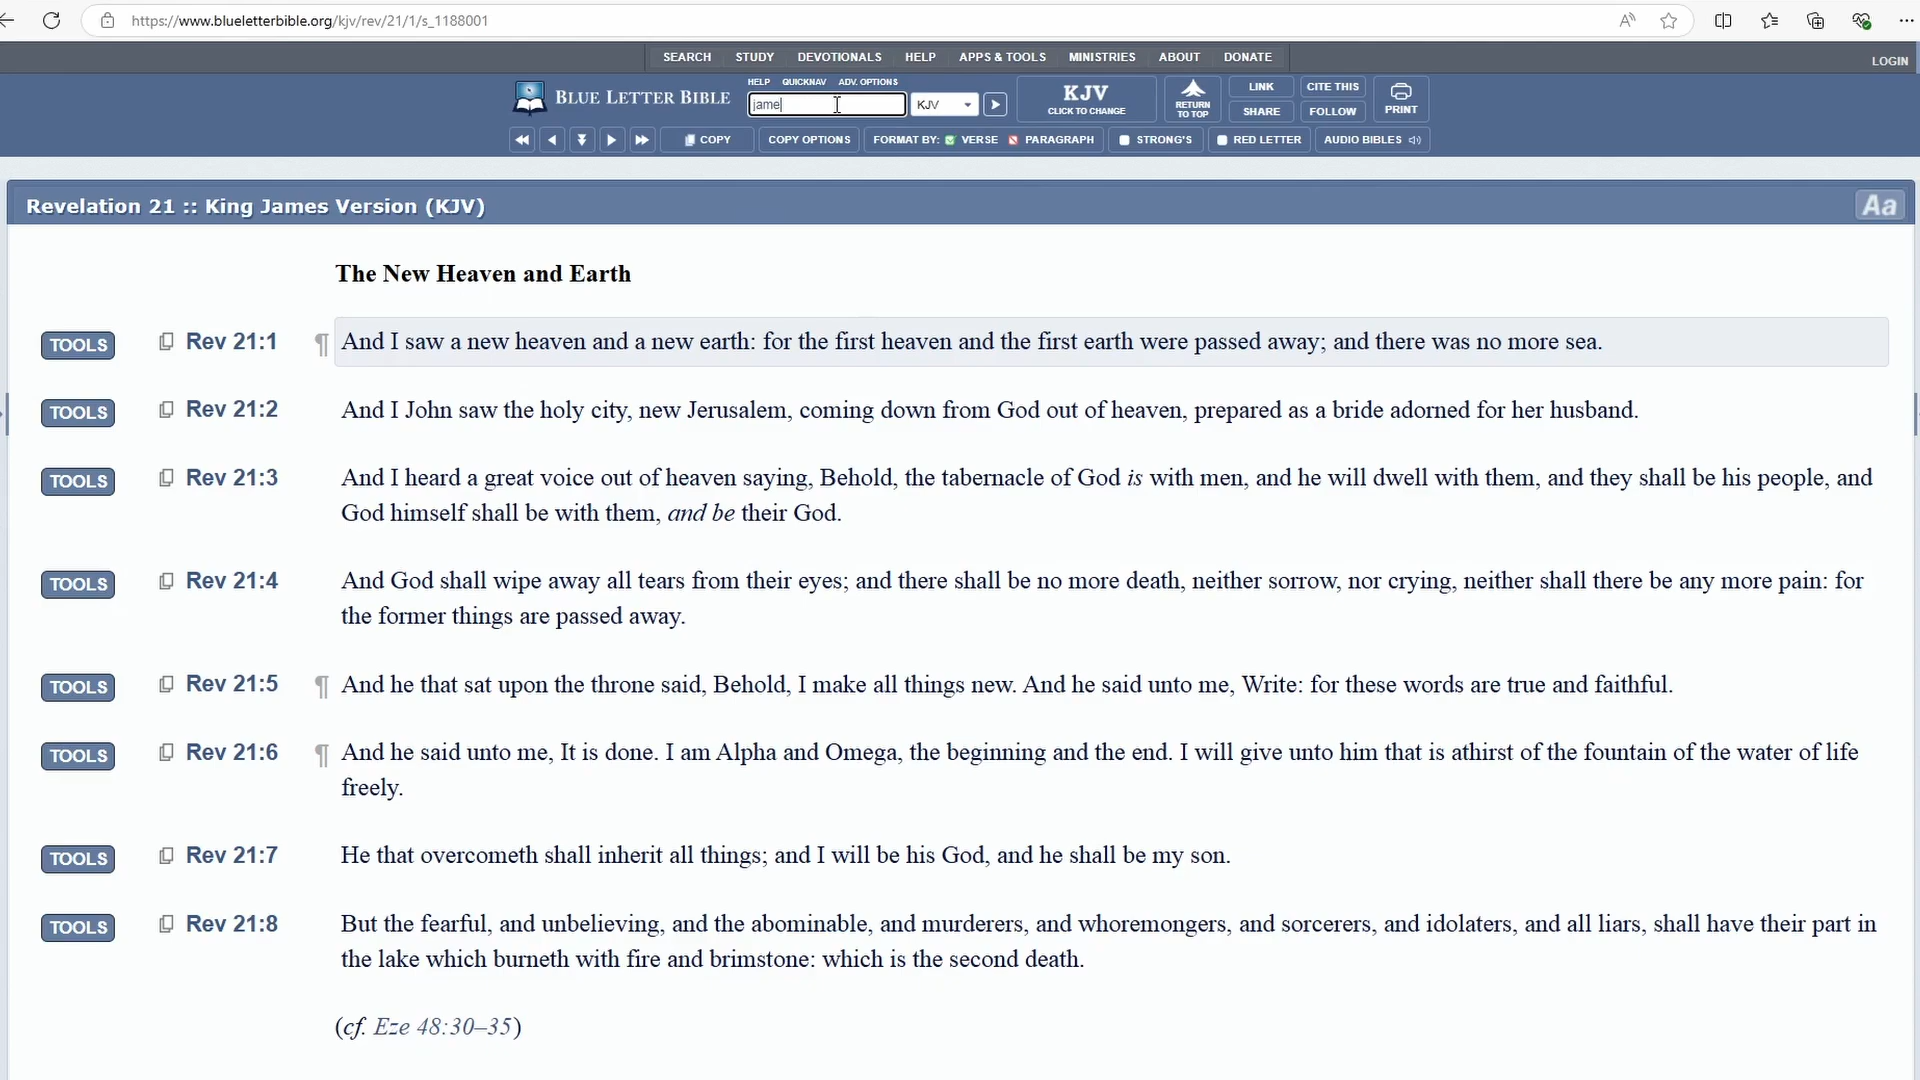 https://www.blueletterbible.org/kjv/rev/21/1/s_1188001
SEARCH STUDY DEVOTIONALS HELP APPS & TOOLS MINISTRIES ABOUT DONATE
LOGIN
BLUE LETTER BIBLE
HELP QUICKNAV ADV. OPTIONS
jame
KJV
KJV
CLICK TO CHANGE
RETURN
TO TOP
LINK
SHARE
CITE THIS
FOLLOW
PRINT
COPY COPY OPTIONS FORMAT BY: VERSE PARAGRAPH STRONG'S RED LETTER AUDIO BIBLES
Revelation 21 :: King James Version (KJV)
Aa
The New Heaven and Earth
TOOLS Rev 21:1 ¶ And I saw a new heaven and a new earth: for the first heaven and the first earth were passed away; and there was no more sea.
TOOLS Rev 21:2 And I John saw the holy city, new Jerusalem, coming down from God out of heaven, prepared as a bride adorned for her husband.
TOOLS Rev 21:3 And I heard a great voice out of heaven saying, Behold, the tabernacle of God is with men, and he will dwell with them, and they shall be his people, and
God himself shall be with them, and be their God.
TOOLS Rev 21:4 And God shall wipe away all tears from their eyes; and there shall be no more death, neither sorrow, nor crying, neither shall there be any more pain: for
the former things are passed away.
TOOLS Rev 21:5 ¶ And he that sat upon the throne said, Behold, I make all things new. And he said unto me, Write: for these words are true and faithful.
TOOLS Rev 21:6 ¶ And he said unto me, It is done. I am Alpha and Omega, the beginning and the end. I will give unto him that is athirst of the fountain of the water of life
freely.
TOOLS Rev 21:7 He that overcometh shall inherit all things; and I will be his God, and he shall be my son.
TOOLS Rev 21:8 But the fearful, and unbelieving, and the abominable, and murderers, and whoremongers, and sorcerers, and idolaters, and all liars, shall have their part in
the lake which burneth with fire and brimstone: which is the second death.
(cf. Eze 48:30–35)